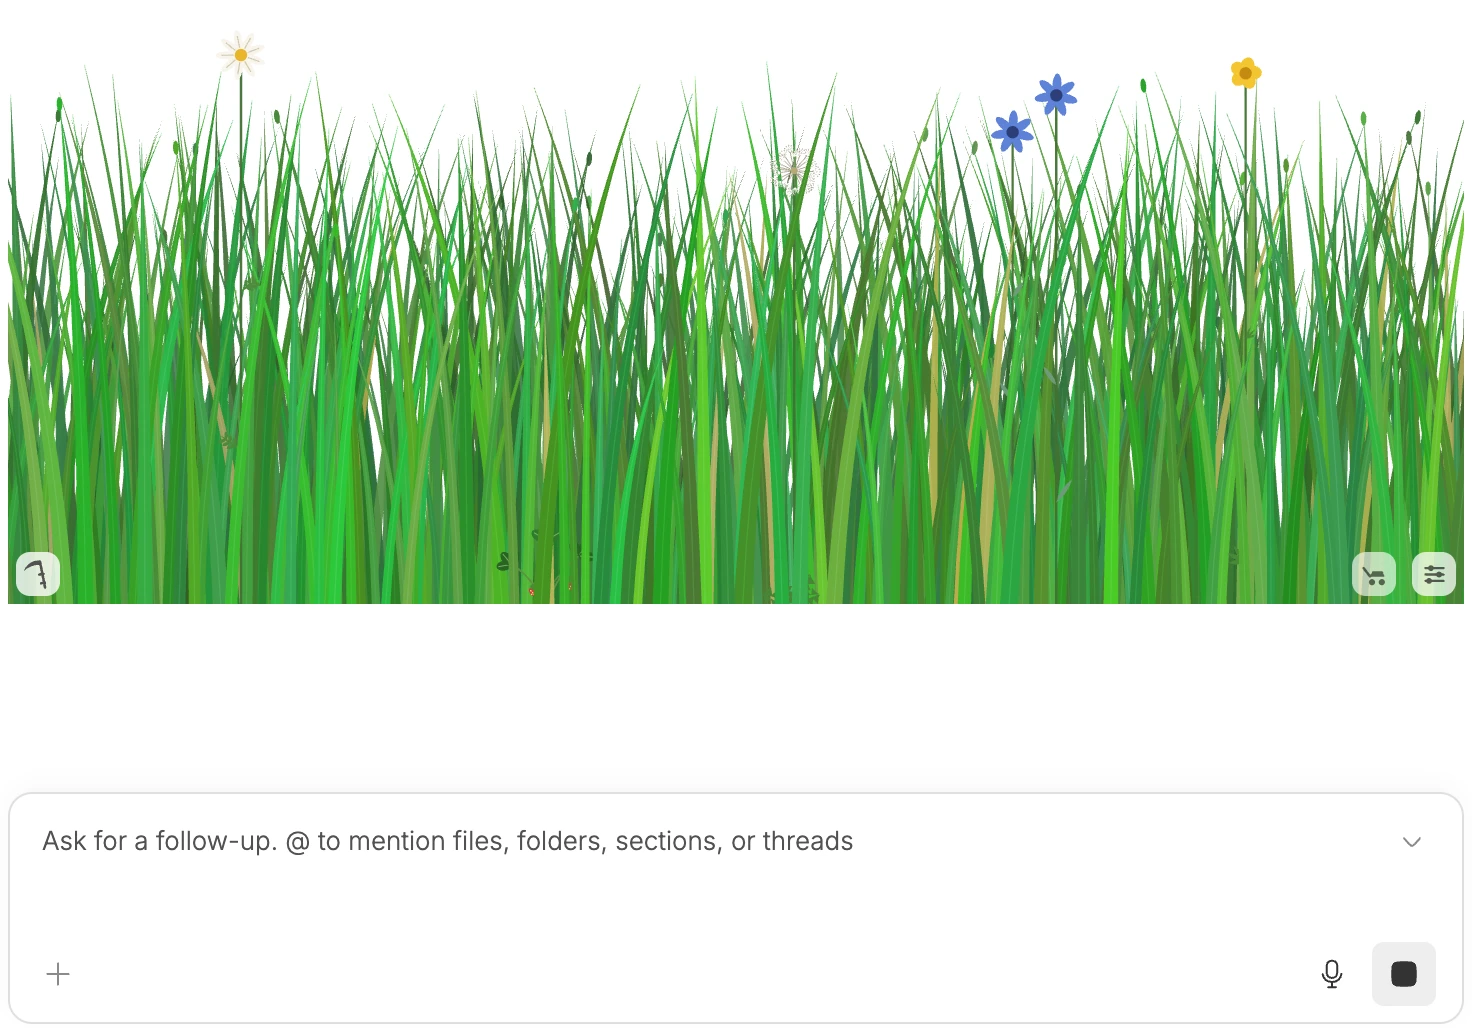 Ask for a follow-up. @ to mention files, folders, sections, or threads